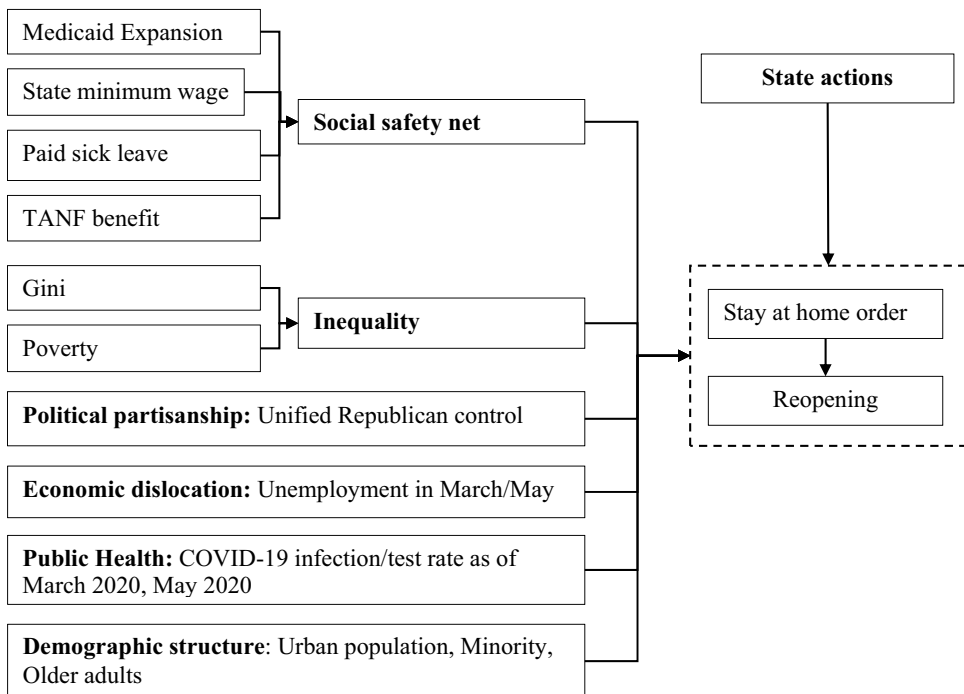 Medicaid Expansion
State minimum wage
Paid sick leave
TANF benefit
Social safety net
Gini
Poverty
Inequality
Political partisanship: Unified Republican control
Economic dislocation: Unemployment in March/May
Public Health: COVID-19 infection/test rate as of
March 2020, May 2020
Demographic structure: Urban population, Minority,
Older adults
State actions
Stay at home order
Reopening